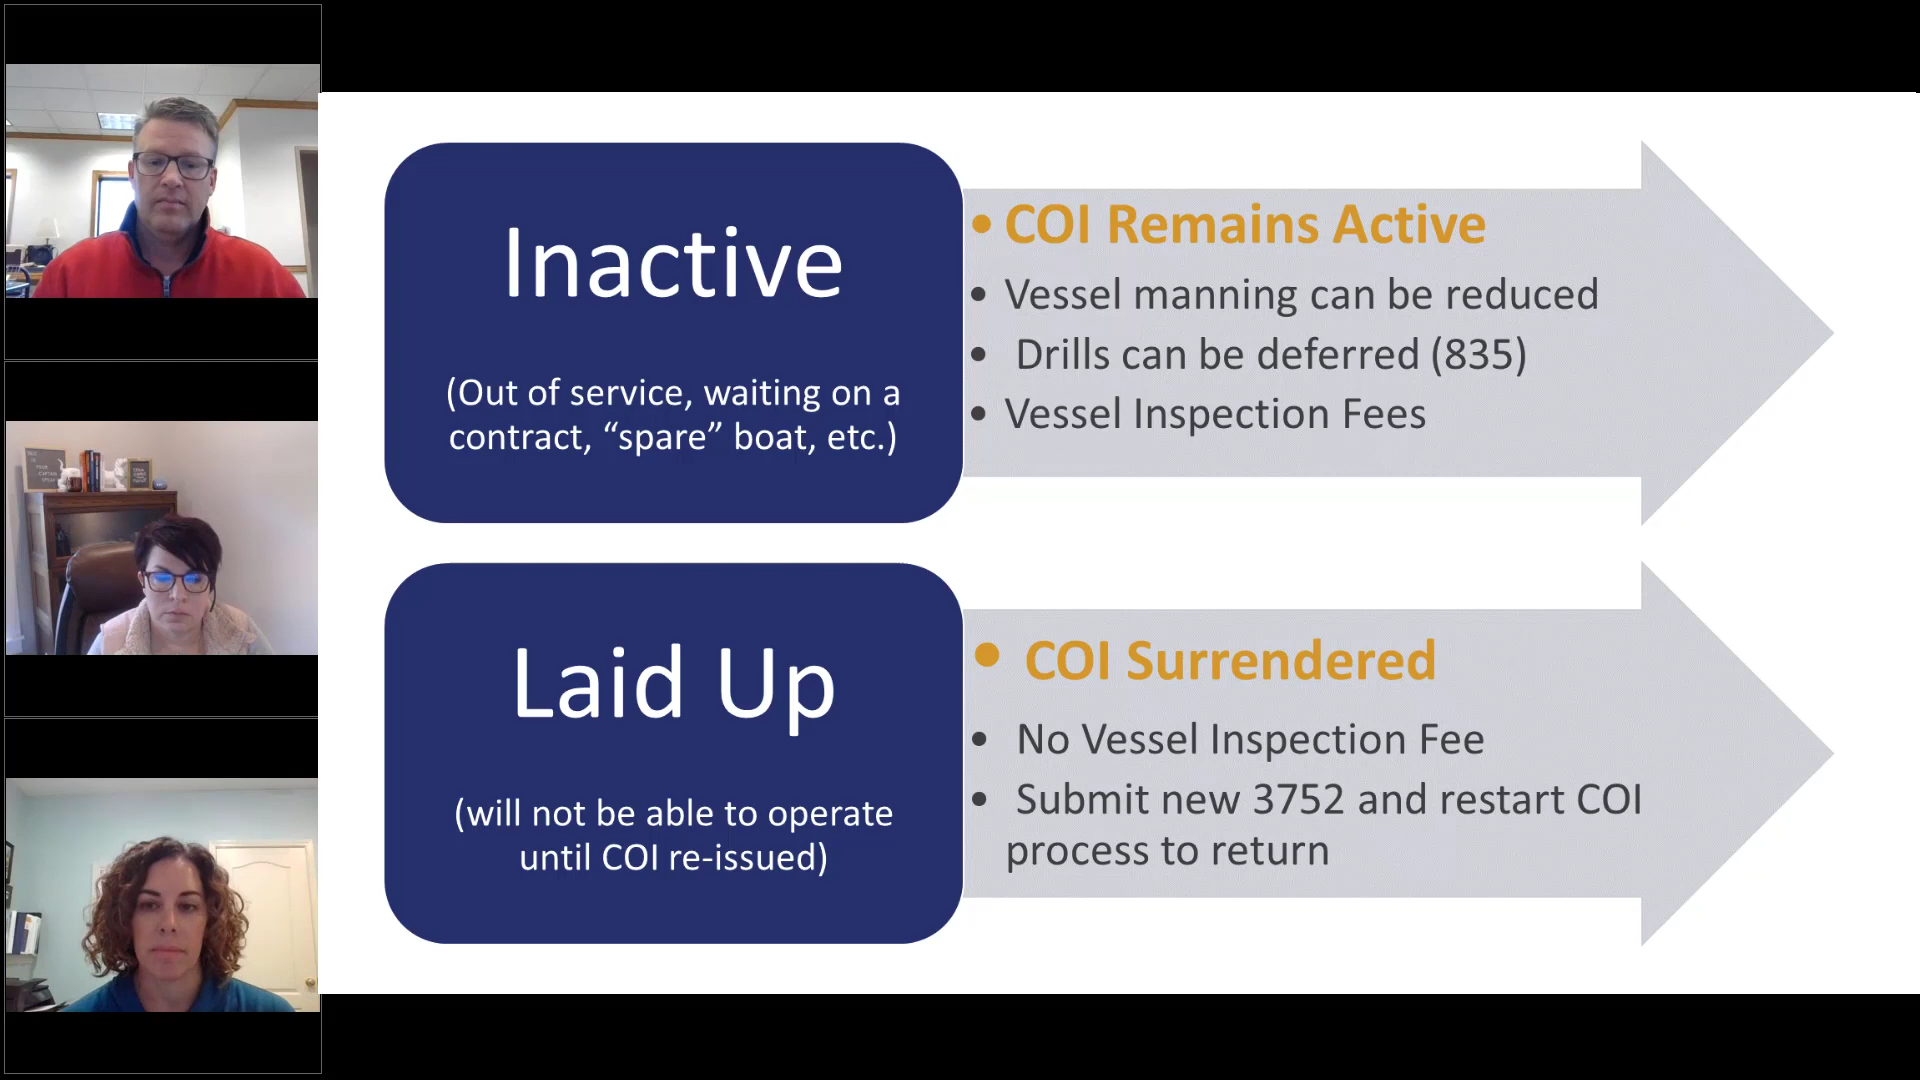 Inactive
(Out of service, waiting on a
contract, “spare” boat, etc.)
• COI Remains Active
• Vessel manning can be reduced
• Drills can be deferred (835)
• Vessel Inspection Fees
Laid Up
(will not be able to operate
until COI re-issued)
• COI Surrendered
• No Vessel Inspection Fee
• Submit new 3752 and restart COI
process to return